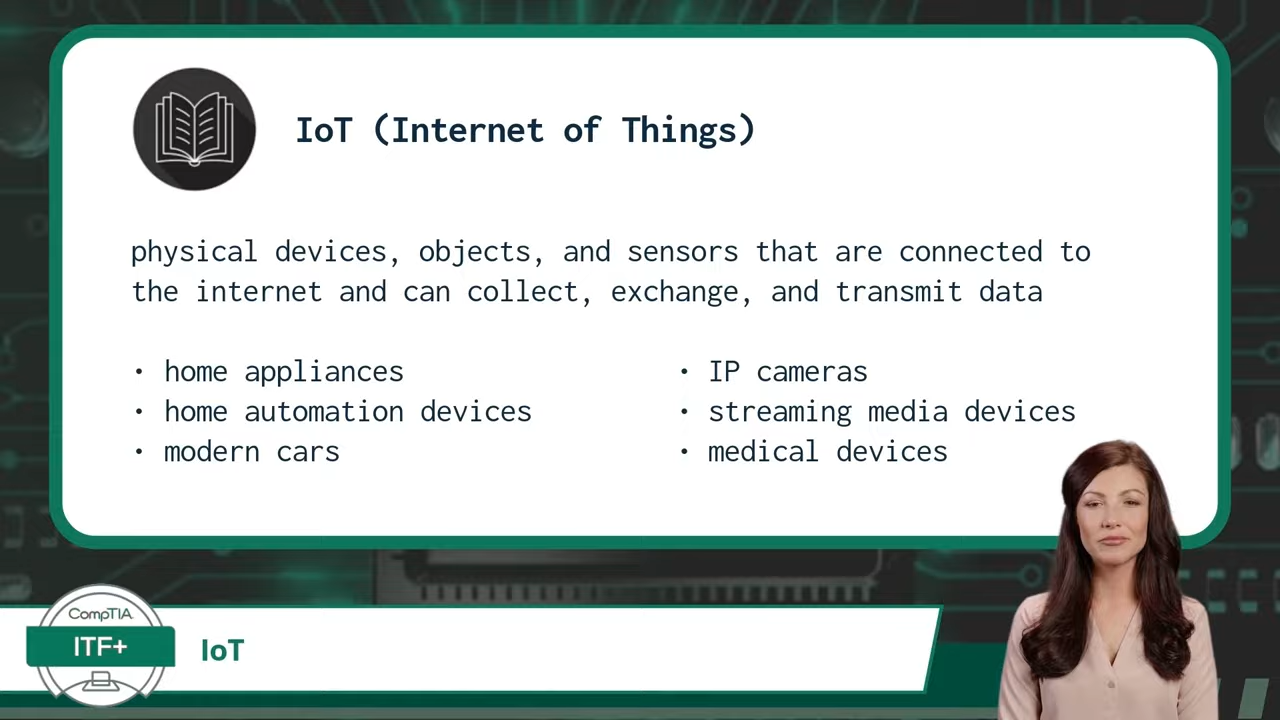 IoT (Internet of Things)
physical devices, objects, and sensors that are connected to
the internet and can collect, exchange, and transmit data
• home appliances
• home automation devices
• modern cars
• IP cameras
• streaming media devices
• medical devices
CompTIA.
ITF+
IoT